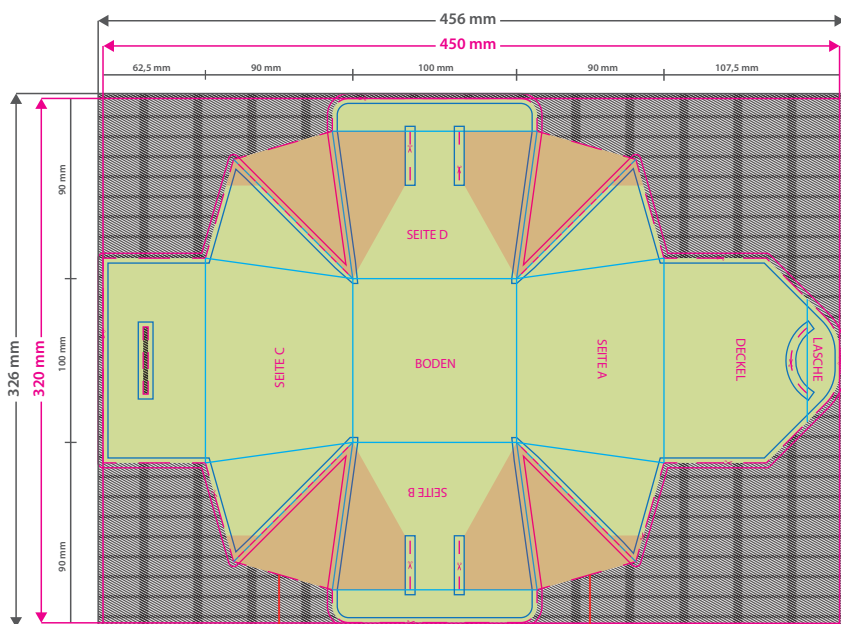 456 mm
450 mm
62,5 mm
90 mm
100 mm
90 mm
107,5 mm
326 mm
320 mm
90 mm
100 mm
90 mm
SEITE D
SEITE C
BODEN
SEITE A
DECKEL
LASCHE
SEITE B